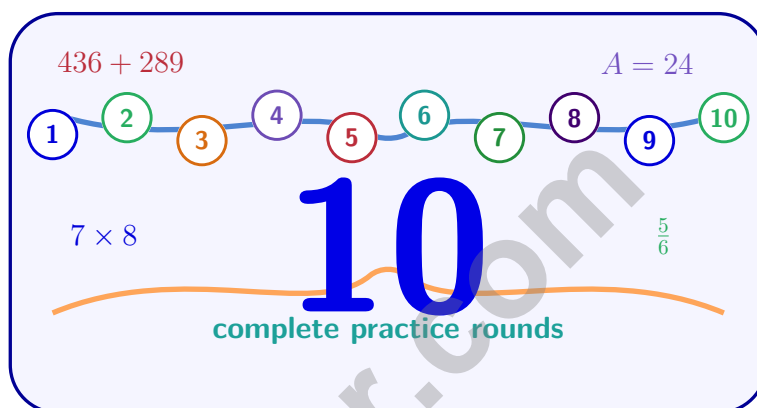 436 + 289
A = 24
1 2 3 4 5 6 7 8 9 10
10
7 × 8
5/6
complete practice rounds
r.com